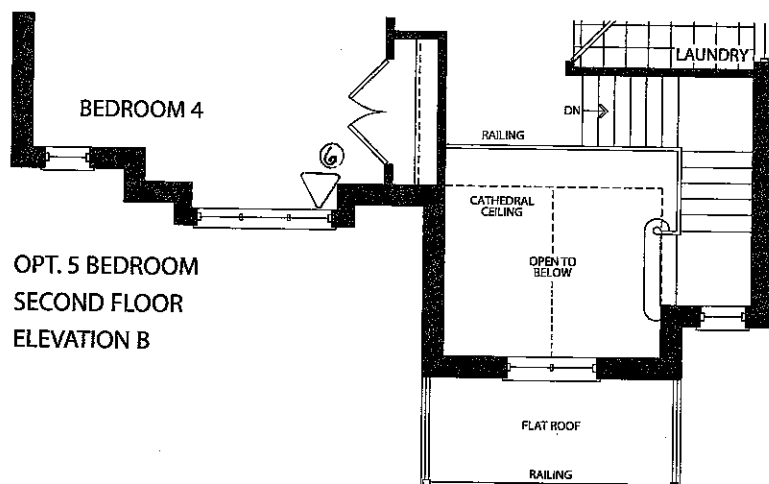 LAUNDRY
BEDROOM 4
DN
RAILING
6
CATHEDRAL
CEILING
OPEN TO
BELOW
OPT. 5 BEDROOM
SECOND FLOOR
ELEVATION B
FLAT ROOF
RAILING